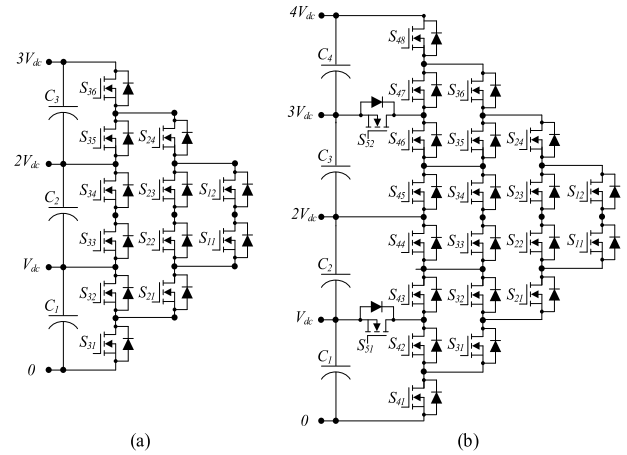 3Vdc
S36
C3
S35
S24
2Vdc
S34
S23
S12
C2
S33
S22
S11
Vdc
S32
S21
C1
S31
0
(a)
4Vdc
S48
C4
S47
S36
3Vdc
S52
S46
S35
S24
C3
S45
S34
S23
S12
2Vdc
S44
S33
S22
S11
C2
S43
S32
S21
Vdc
S51
S42
S31
C1
S41
0
(b)